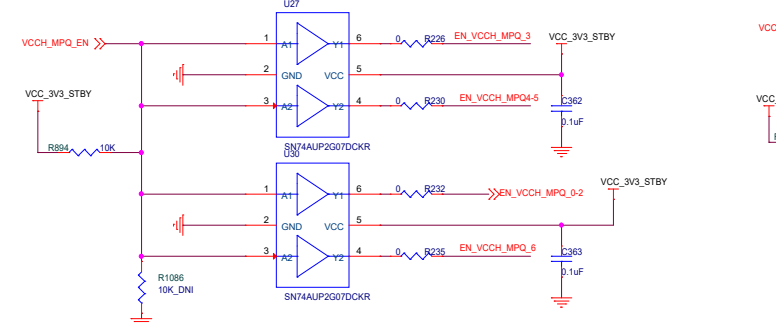 U27
VCCH_MPQ_EN
1
A1
Y1
6
0
R226
EN_VCCH_MPQ_3
VCC_3V3_STBY
2
GND
VCC
5
VCC_3V3_STBY
3
A2
Y2
4
0
R230
EN_VCCH_MPQ4-5
C362
0.1uF
R894
10K
SN74AUP2G07DCKR
U30
1
A1
Y1
6
0
R232
EN_VCCH_MPQ_0-2
VCC_3V3_STBY
2
GND
VCC
5
3
A2
Y2
4
0
R235
EN_VCCH_MPQ_6
C363
0.1uF
R1086
10K_DNI
SN74AUP2G07DCKR
VCC
VCC_